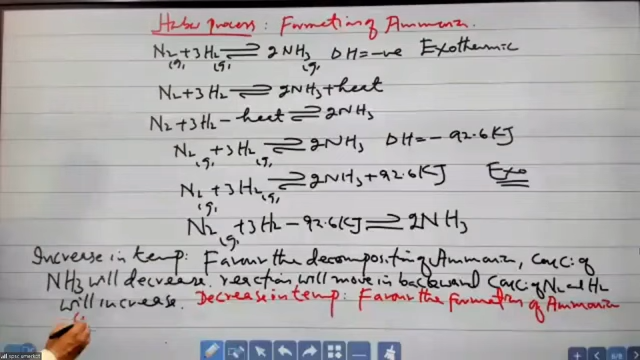 Haber process: Formation of Ammonia.
N2 + 3H2 ⇌ 2NH3 DH = -ve Exothermic
(g) (g) (g)
N2 + 3H2 ⇌ 2NH3 + heat
N2 + 3H2 - heat ⇌ 2NH3
N2 + 3H2 ⇌ 2NH3 DH = - 92.6KJ
(g) (g)
N2 + 3H2 ⇌ 2NH3 + 92.6KJ Exo
(g) (g)
N2 + 3H2 - 92.6KJ ⇌ 2NH3
(g)
Increase in temp: Favour the decomposition of Ammonia, conc: of
NH3 will decrease. reaction will move in backward conc: of N2 and H2
will increase. Decrease in temp: Favour the formation of Ammonia